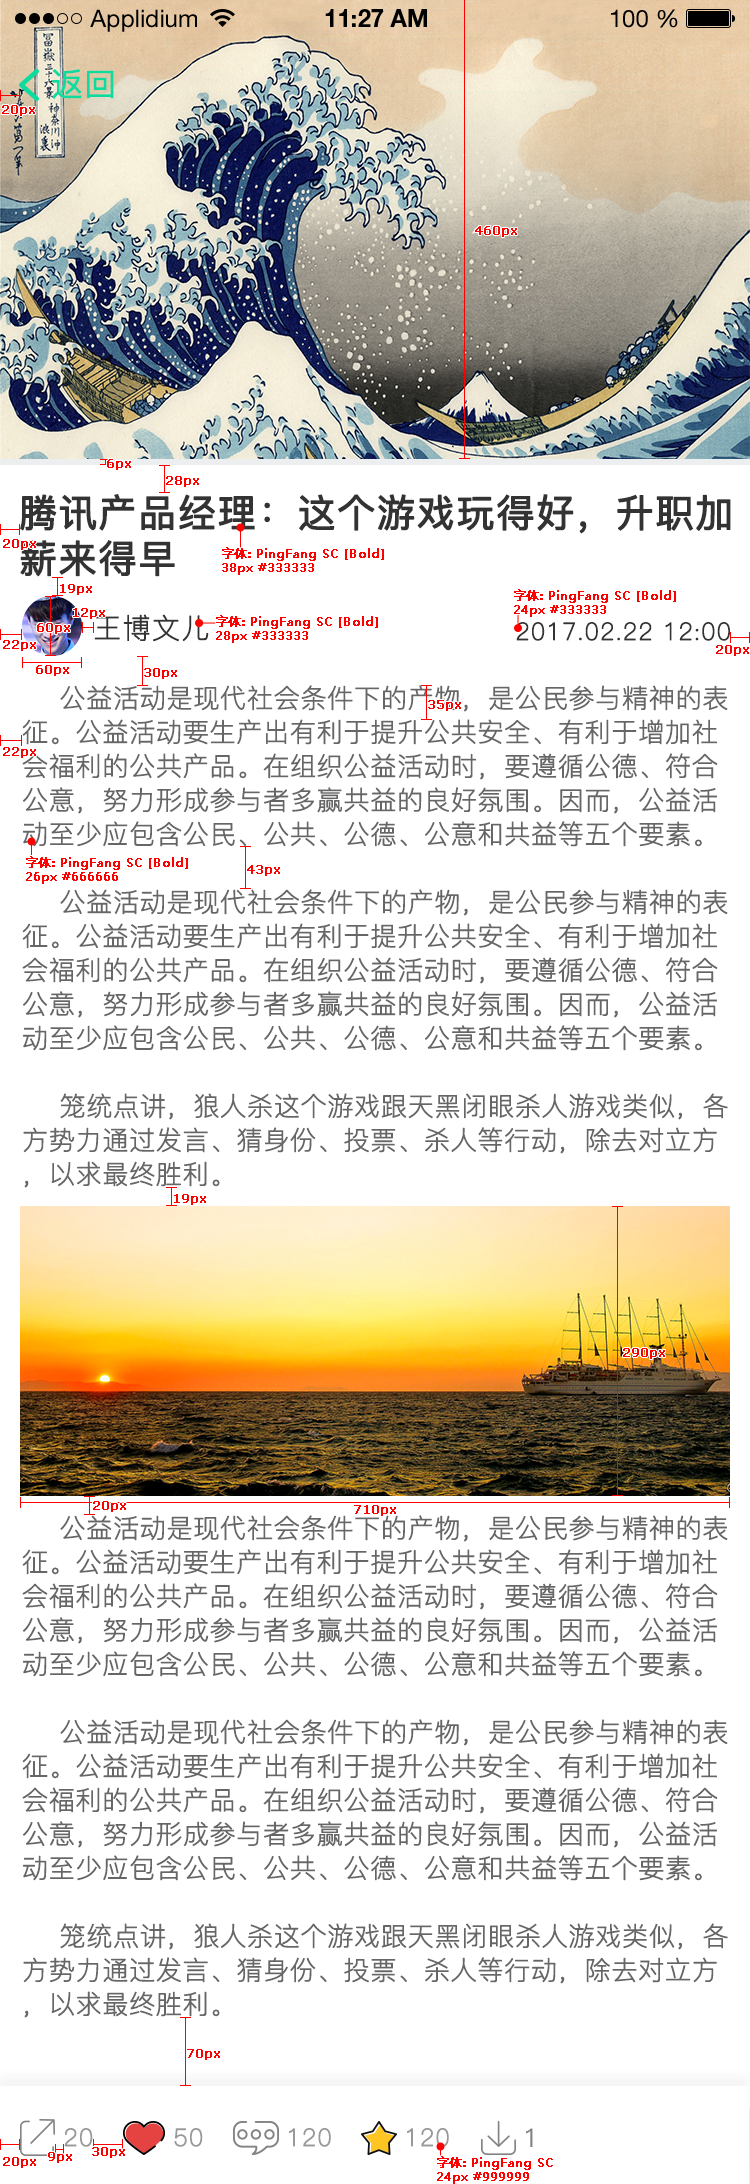 Applidium 11:27 AM 100 %
冨嶽三十六景 神奈川沖
浪裏
返回
20px
460px
6px
28px
腾讯产品经理：这个游戏玩得好，升职加
薪来得早
20px
字体: PingFang SC [Bold]
38px #333333
19px
12px
60px
22px
60px
王博文儿
字体: PingFang SC [Bold]
28px #333333
字体: PingFang SC [Bold]
24px #333333
2017.02.22 12:00
20px
30px
公益活动是现代社会条件下的产物，是公民参与精神的表
35px
征。公益活动要生产出有利于提升公共安全、有利于增加社
22px
会福利的公共产品。在组织公益活动时，要遵循公德、符合
公意，努力形成参与者多赢共益的良好氛围。因而，公益活
动至少应包含公民、公共、公德、公意和共益等五个要素。
字体: PingFang SC [Bold]
26px #666666
43px
公益活动是现代社会条件下的产物，是公民参与精神的表
征。公益活动要生产出有利于提升公共安全、有利于增加社
会福利的公共产品。在组织公益活动时，要遵循公德、符合
公意，努力形成参与者多赢共益的良好氛围。因而，公益活
动至少应包含公民、公共、公德、公意和共益等五个要素。
笼统点讲，狼人杀这个游戏跟天黑闭眼杀人游戏类似，各
方势力通过发言、猜身份、投票、杀人等行动，除去对立方
，以求最终胜利。
19px
290px
20px
710px
公益活动是现代社会条件下的产物，是公民参与精神的表
征。公益活动要生产出有利于提升公共安全、有利于增加社
会福利的公共产品。在组织公益活动时，要遵循公德、符合
公意，努力形成参与者多赢共益的良好氛围。因而，公益活
动至少应包含公民、公共、公德、公意和共益等五个要素。
公益活动是现代社会条件下的产物，是公民参与精神的表
征。公益活动要生产出有利于提升公共安全、有利于增加社
会福利的公共产品。在组织公益活动时，要遵循公德、符合
公意，努力形成参与者多赢共益的良好氛围。因而，公益活
动至少应包含公民、公共、公德、公意和共益等五个要素。
笼统点讲，狼人杀这个游戏跟天黑闭眼杀人游戏类似，各
方势力通过发言、猜身份、投票、杀人等行动，除去对立方
，以求最终胜利。
70px
20 50 120 120 1
20px
9px
30px
字体: PingFang SC
24px #999999